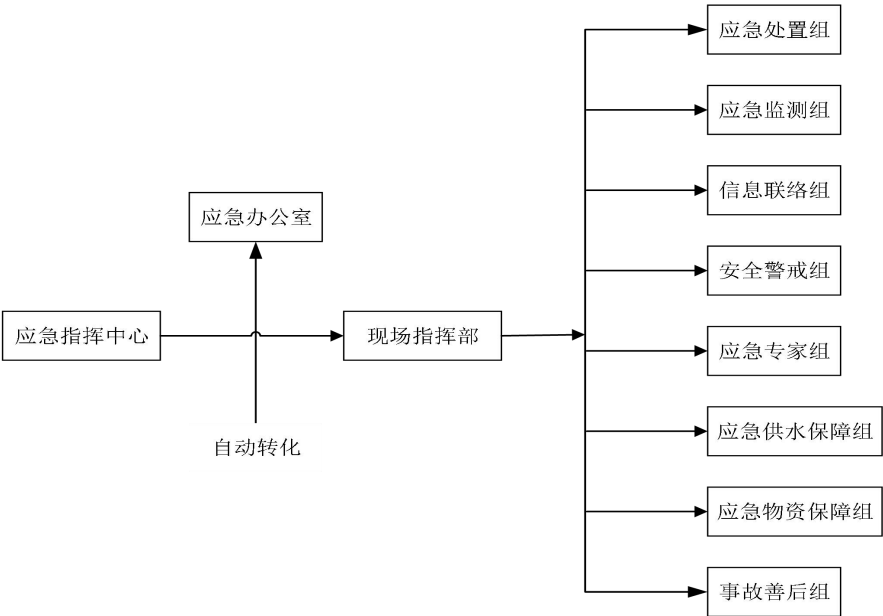 应急处置组
应急监测组
信息联络组
应急办公室
安全警戒组
应急指挥中心
现场指挥部
应急专家组
应急供水保障组
自动转化
应急物资保障组
事故善后组